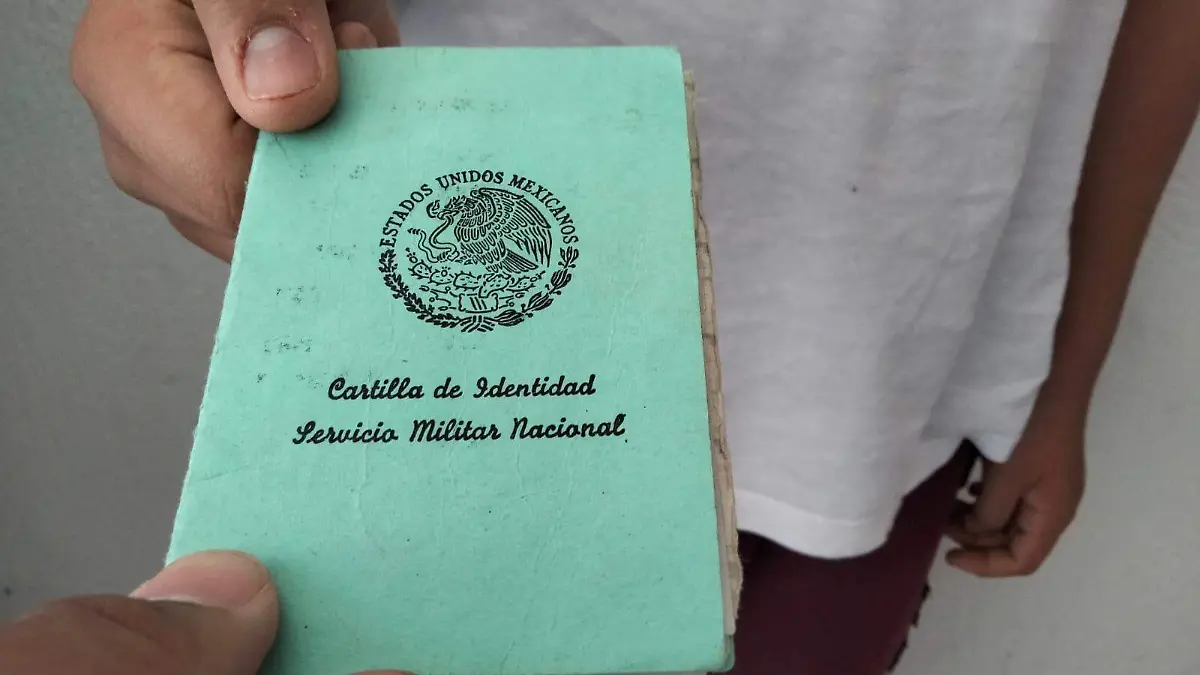 ESTADOS UNIDOS MEXICANOS
Cartilla de Identidad
Servicio Militar Nacional